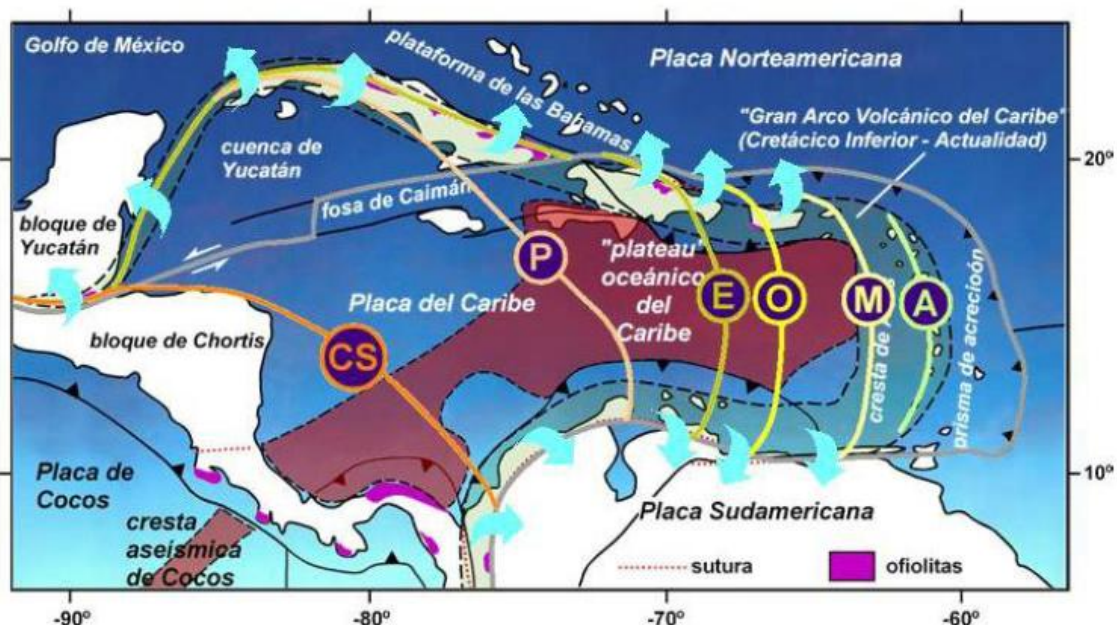 Golfo de México
plataforma de las Bahamas
Placa Norteamericana
"Gran Arco Volcánico del Caribe"
(Cretácico Inferior - Actualidad)
20º
cuenca de
Yucatán
fosa de Caimán
bloque de
Yucatán
P
"plateau"
oceánico
del
Caribe
E
O
M
A
Placa del Caribe
bloque de Chortis
CS
cresta de
prisma de acrecioón
10º
Placa de
Cocos
Placa Sudamericana
cresta
aseísmica
de Cocos
sutura
ofiolitas
-90º
-80º
-70º
-60º